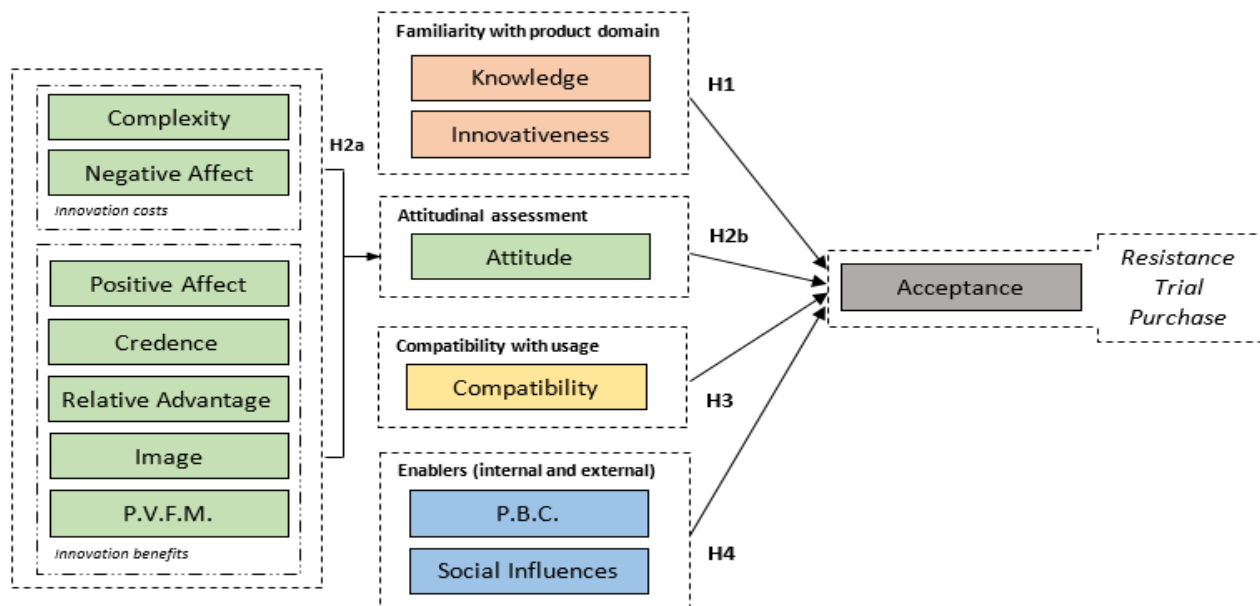 Complexity
Negative Affect
Innovation costs
Positive Affect
Credence
Relative Advantage
Image
P.V.F.M.
Innovation benefits
H2a
Familiarity with product domain
Knowledge
Innovativeness
Attitudinal assessment
Attitude
Compatibility with usage
Compatibility
Enablers (internal and external)
P.B.C.
Social Influences
H1
H2b
H3
H4
Acceptance
Resistance
Trial
Purchase